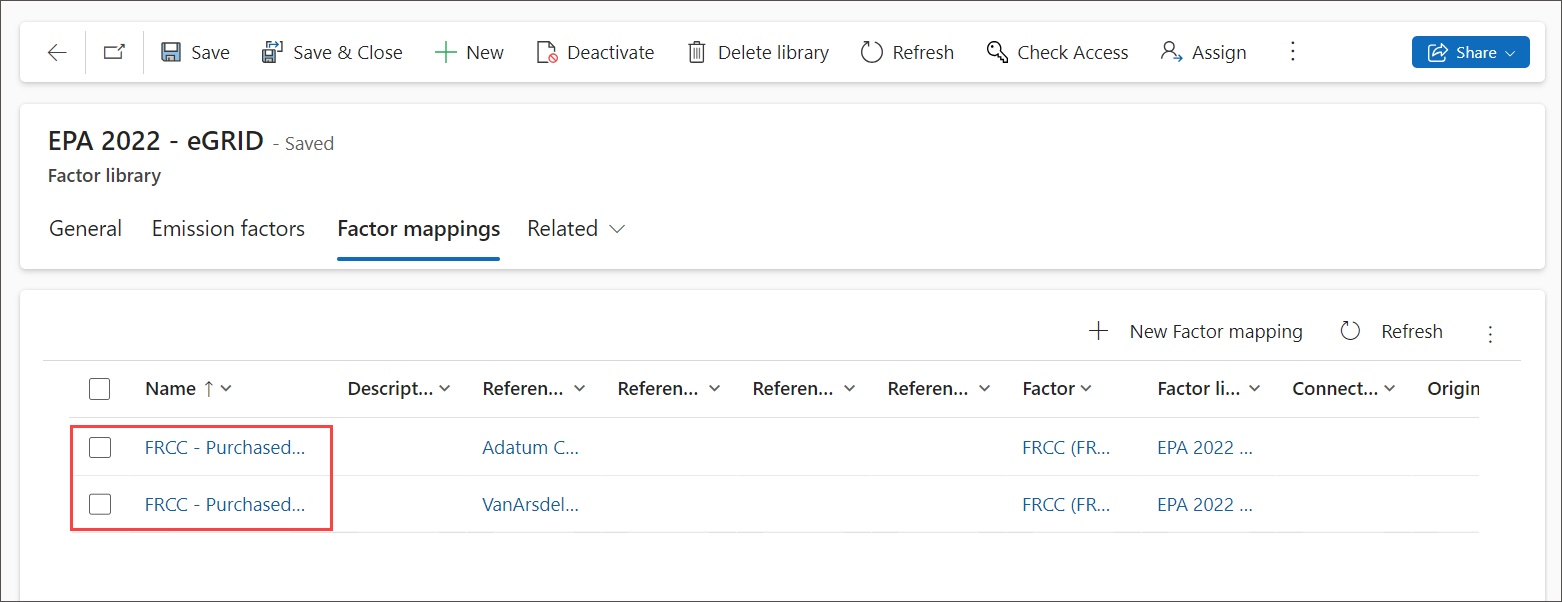 Save Save & Close New Deactivate Delete library Refresh Check Access Assign Share
EPA 2022 - eGRID - Saved
Factor library
General Emission factors Factor mappings Related
New Factor mapping Refresh
Name Descript... Referen... Referen... Referen... Referen... Factor Factor li... Connect... Origin
FRCC - Purchased... Adatum C... FRCC (FR... EPA 2022 ...
FRCC - Purchased... VanArsdel... FRCC (FR... EPA 2022 ...